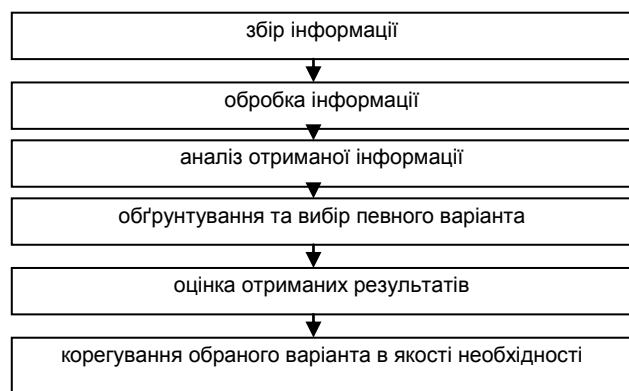 збір інформації
обробка інформації
аналіз отриманої інформації
обґрунтування та вибір певного варіанта
оцінка отриманих результатів
корегування обраного варіанта в якості необхідності